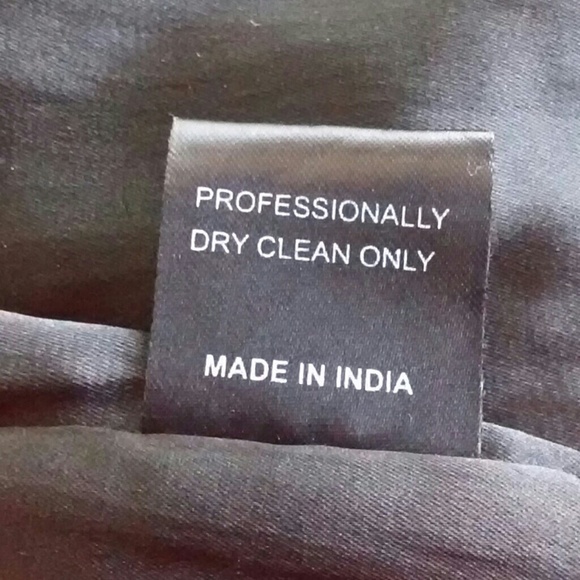 PROFESSIONALLY
DRY CLEAN ONLY
MADE IN INDIA